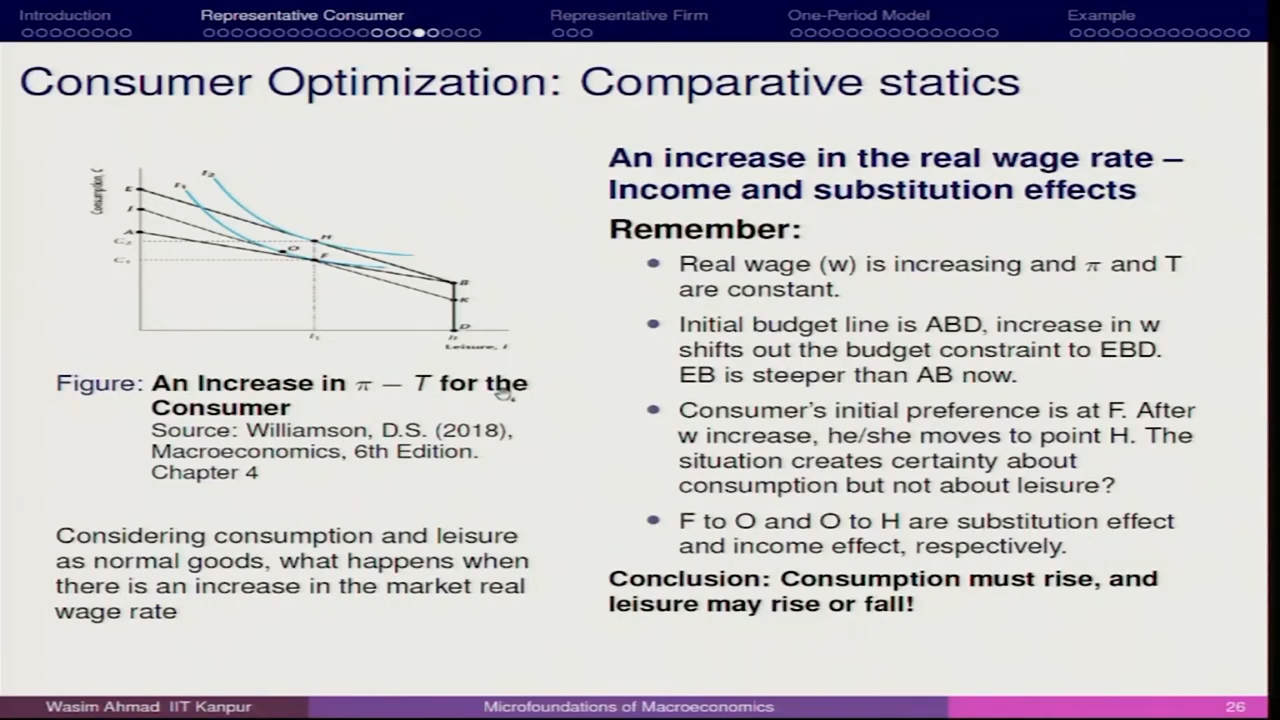 Introduction
Representative Consumer
Representative Firm
One-Period Model
Example
Consumer Optimization: Comparative statics
Consumption, C
E
J
A
C₂
C₁
I₁
I₂
H
O
F
B
K
D
Leisure, l
Figure: An Increase in π − T for the
Consumer
Source: Williamson, D.S. (2018),
Macroeconomics, 6th Edition.
Chapter 4
Considering consumption and leisure
as normal goods, what happens when
there is an increase in the market real
wage rate
An increase in the real wage rate –
Income and substitution effects
Remember:
Real wage (w) is increasing and π and T
are constant.
Initial budget line is ABD, increase in w
shifts out the budget constraint to EBD.
EB is steeper than AB now.
Consumer's initial preference is at F. After
w increase, he/she moves to point H. The
situation creates certainty about
consumption but not about leisure?
F to O and O to H are substitution effect
and income effect, respectively.
Conclusion: Consumption must rise, and
leisure may rise or fall!
Wasim Ahmad IIT Kanpur
Microfoundations of Macroeconomics
26